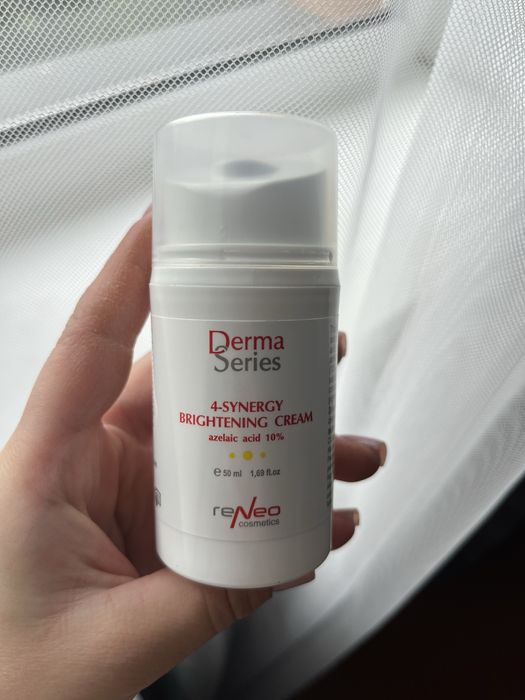 Derma
Series
4-SYNERGY
BRIGHTENING CREAM
azelaic acid 10%
℮ 50 ml 1,69 fl.oz
reNeo
cosmetics